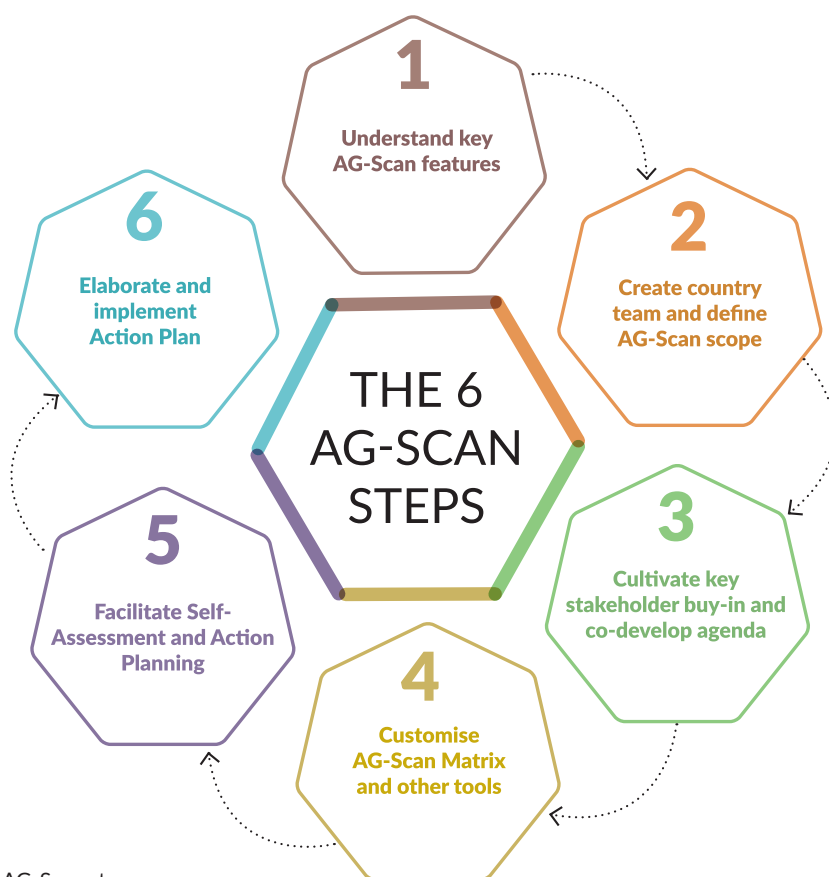 1
Understand key
AG-Scan features
2
Create country
team and define
AG-Scan scope
3
Cultivate key
stakeholder buy-in and
co-develop agenda
4
Customise
AG-Scan Matrix
and other tools
5
Facilitate Self-
Assessment and Action
Planning
6
Elaborate and
implement
Action Plan
THE 6
AG-SCAN
STEPS